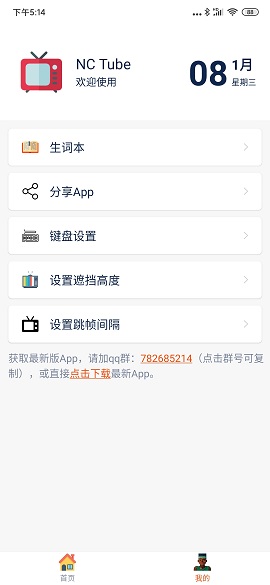 下午5:14
88
NC Tube
欢迎使用
08
1月
星期三
生词本
分享App
键盘设置
设置遮挡高度
设置跳帧间隔
获取最新版App，请加qq群：782685214（点击群号可复
制），或直接点击下载最新App。
首页
我的